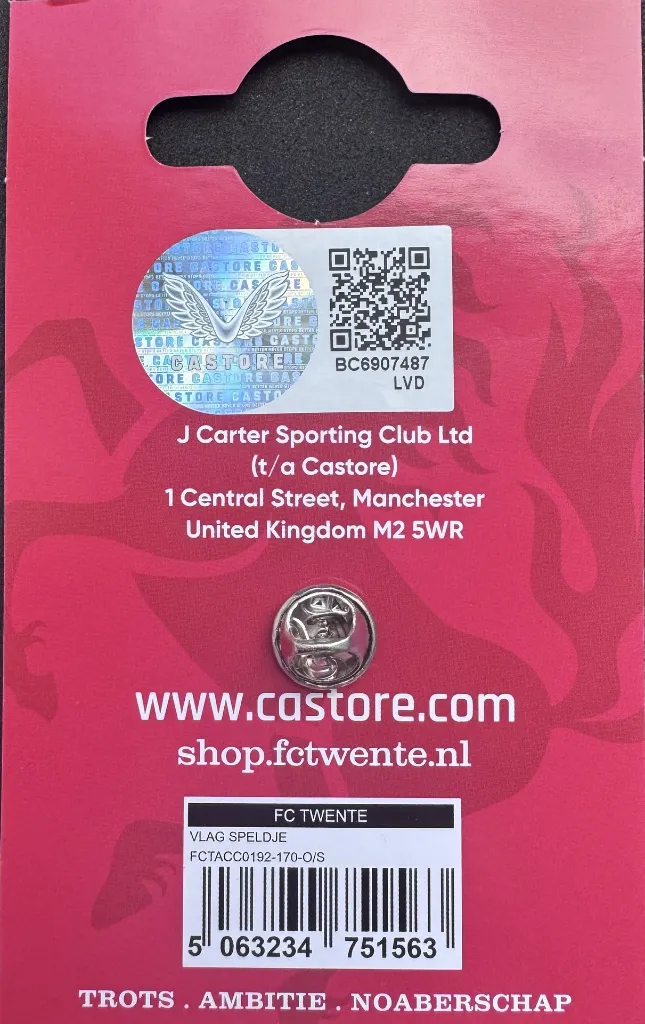 CASTORE
BC6907487
LVD
J Carter Sporting Club Ltd
(t/a Castore)
1 Central Street, Manchester
United Kingdom M2 5WR
www.castore.com
shop.fctwente.nl
FC TWENTE
VLAG SPELDJE
FCTACC0192-170-O/S
5 063234 751563
TROTS . AMBITIE . NOABERSCHAP